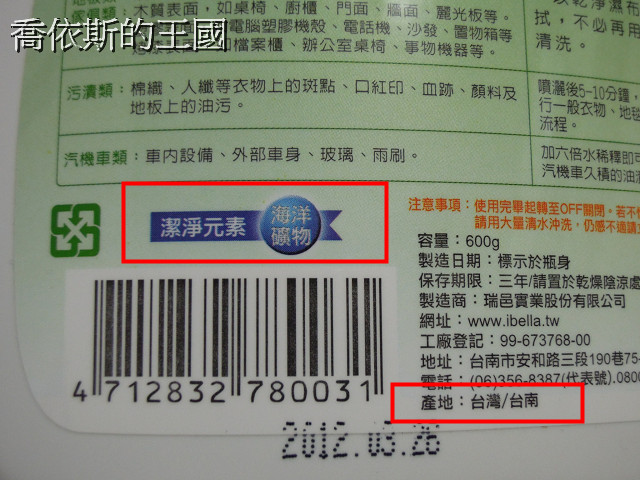 喬依斯的王國
木質表面，如桌椅、廚櫃、門面、牆面、麗光板等。
電腦塑膠機殼、電話機、沙發、置物箱等
如檔案櫃、辦公室桌椅、事物機器等。
拭，不必再用
清洗。
污漬類：棉織、人纖等衣物上的斑點、口紅印、血跡、顏料及
地板上的油污。
噴灑後5-10分鐘，
行一般衣物、地毯
流程。
汽機車類：車內設備、外部車身、玻璃、雨刷。
加六倍水稀釋即可
汽機車久積的油
潔淨元素 海洋
礦物
注意事項：使用完畢起轉至OFF關閉，若不
請用大量清水沖洗，仍感不適請
容量：600g
製造日期：標示於瓶身
保存期限：三年/請置於乾燥陰涼處
製造商：瑞邑實業股份有限公司
網址：www.ibella.tw
工廠登記：99-673768-00
地址：台南市安和路三段190巷75
電話：(06)356-8387(代表號).0800
產地：台灣/台南
4 712832 780031
2012.03.26